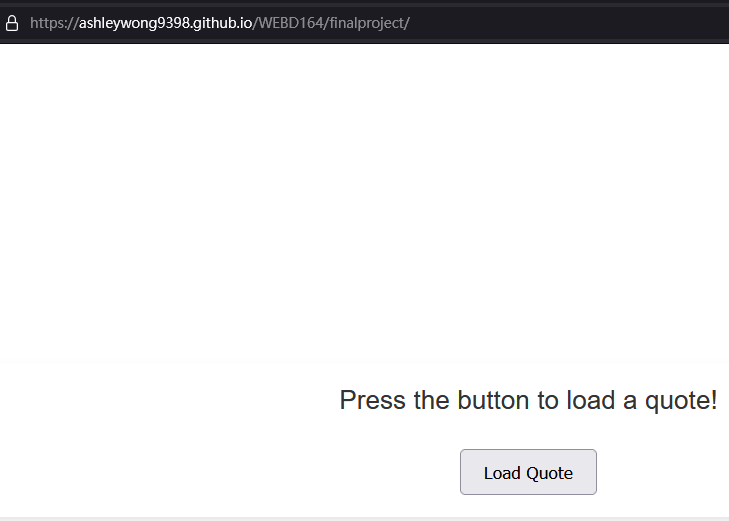 https://ashleywong9398.github.io/WEBD164/finalproject/
Press the button to load a quote!
Load Quote